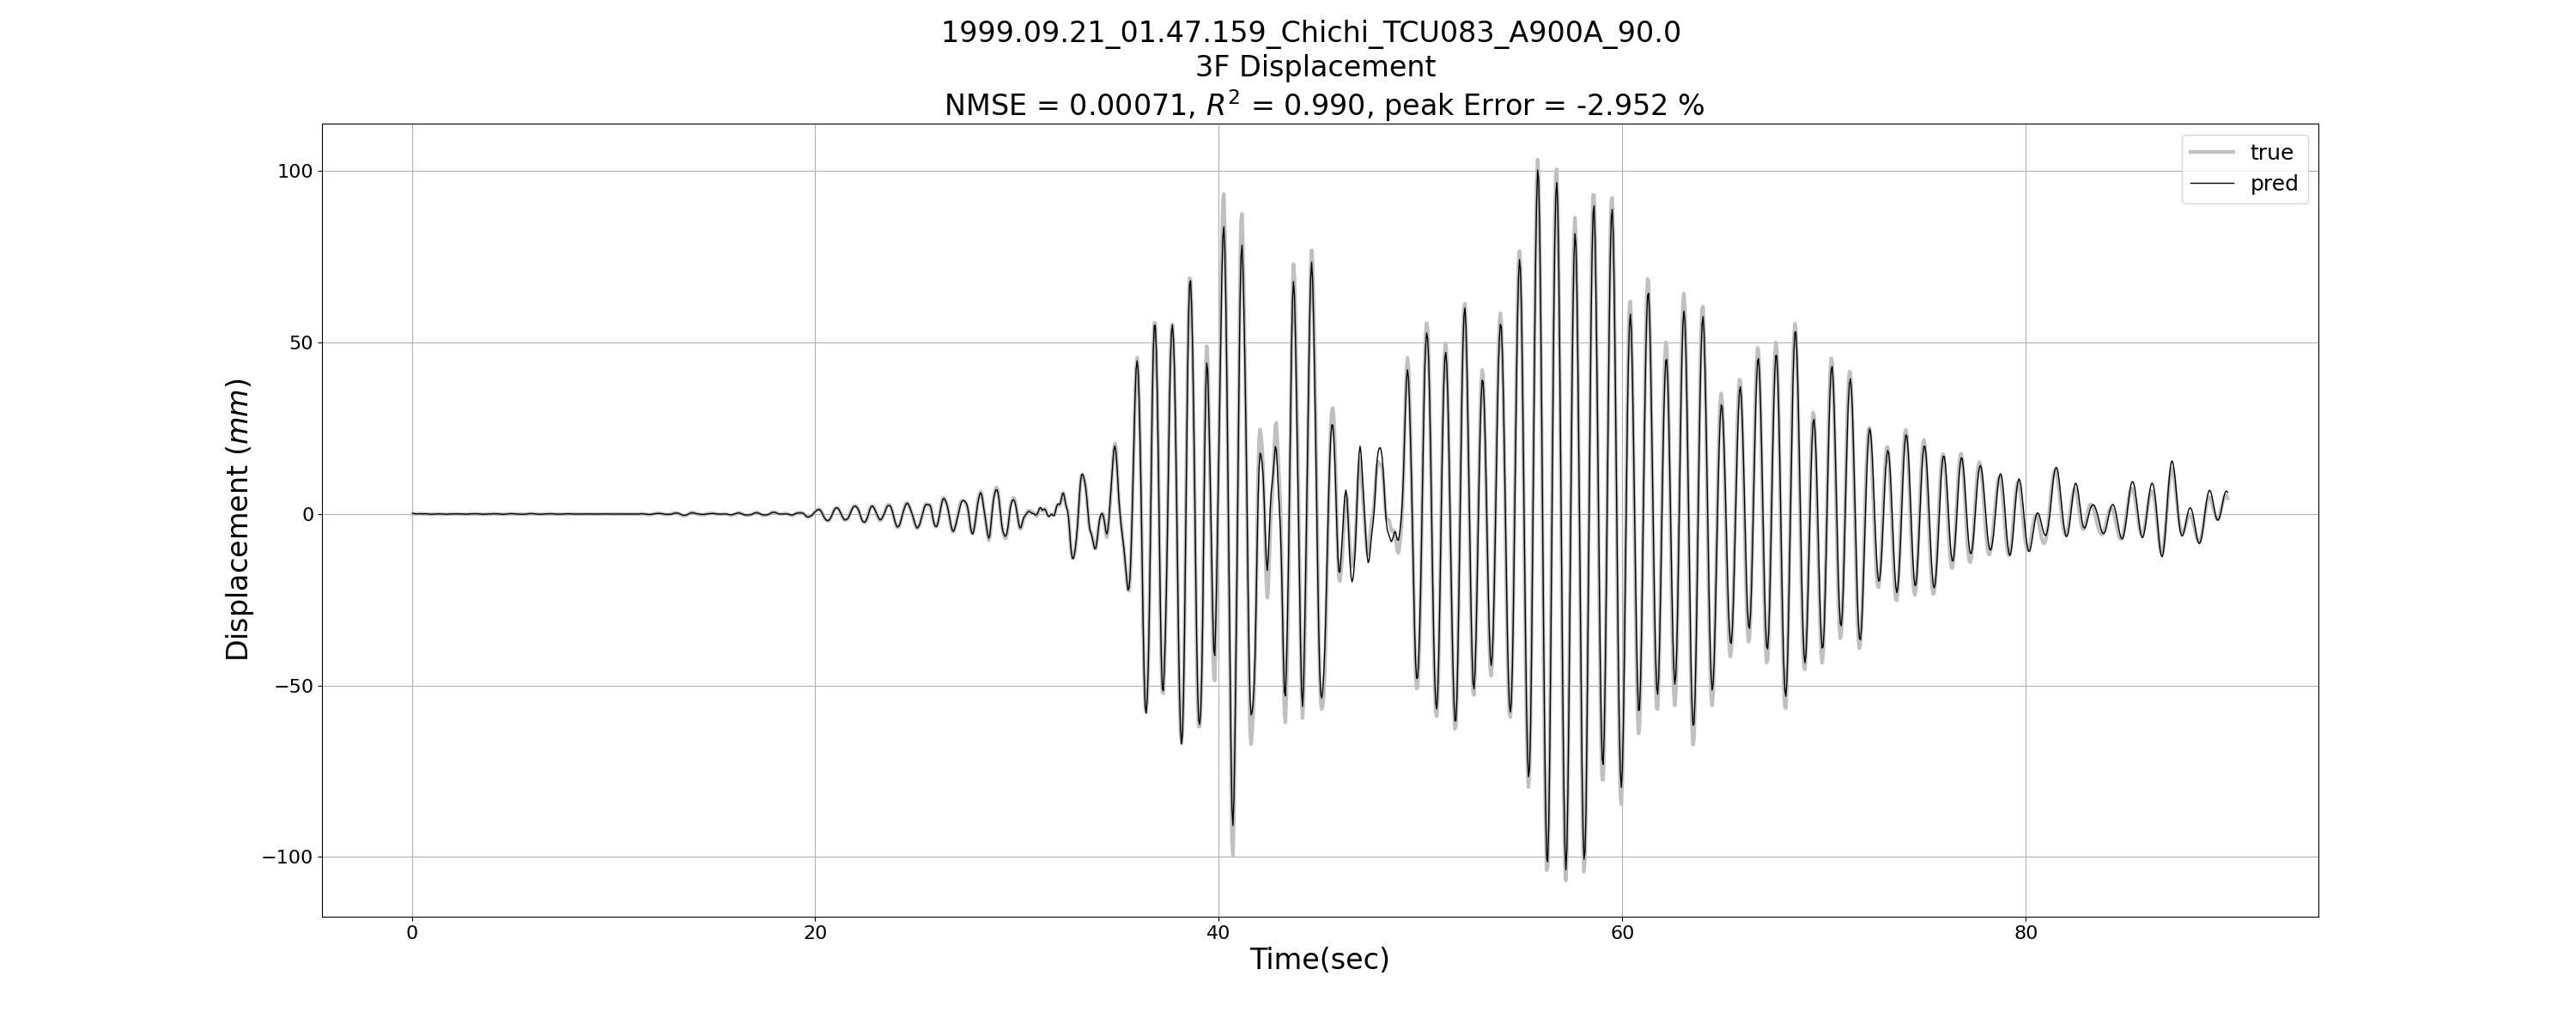 1999.09.21_01.47.159_Chichi_TCU083_A900A_90.0
3F Displacement
NMSE = 0.00071, R² = 0.990, peak Error = -2.952 %
true
pred
100
50
0
−50
−100
Displacement (mm)
0 20 40 60 80
Time(sec)